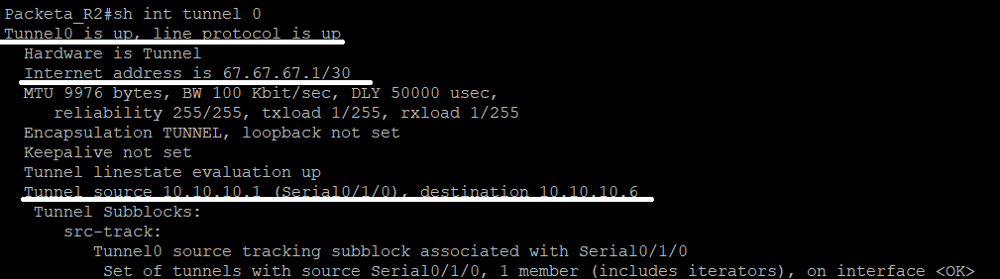 Packeta_R2#sh int tunnel 0
Tunnel0 is up, line protocol is up
Hardware is Tunnel
Internet address is 67.67.67.1/30
MTU 9976 bytes, BW 100 Kbit/sec, DLY 50000 usec,
reliability 255/255, txload 1/255, rxload 1/255
Encapsulation TUNNEL, loopback not set
Keepalive not set
Tunnel linestate evaluation up
Tunnel source 10.10.10.1 (Serial0/1/0), destination 10.10.10.6
Tunnel Subblocks:
src-track:
Tunnel0 source tracking subblock associated with Serial0/1/0
Set of tunnels with source Serial0/1/0, 1 member (includes iterators), on interface <OK>